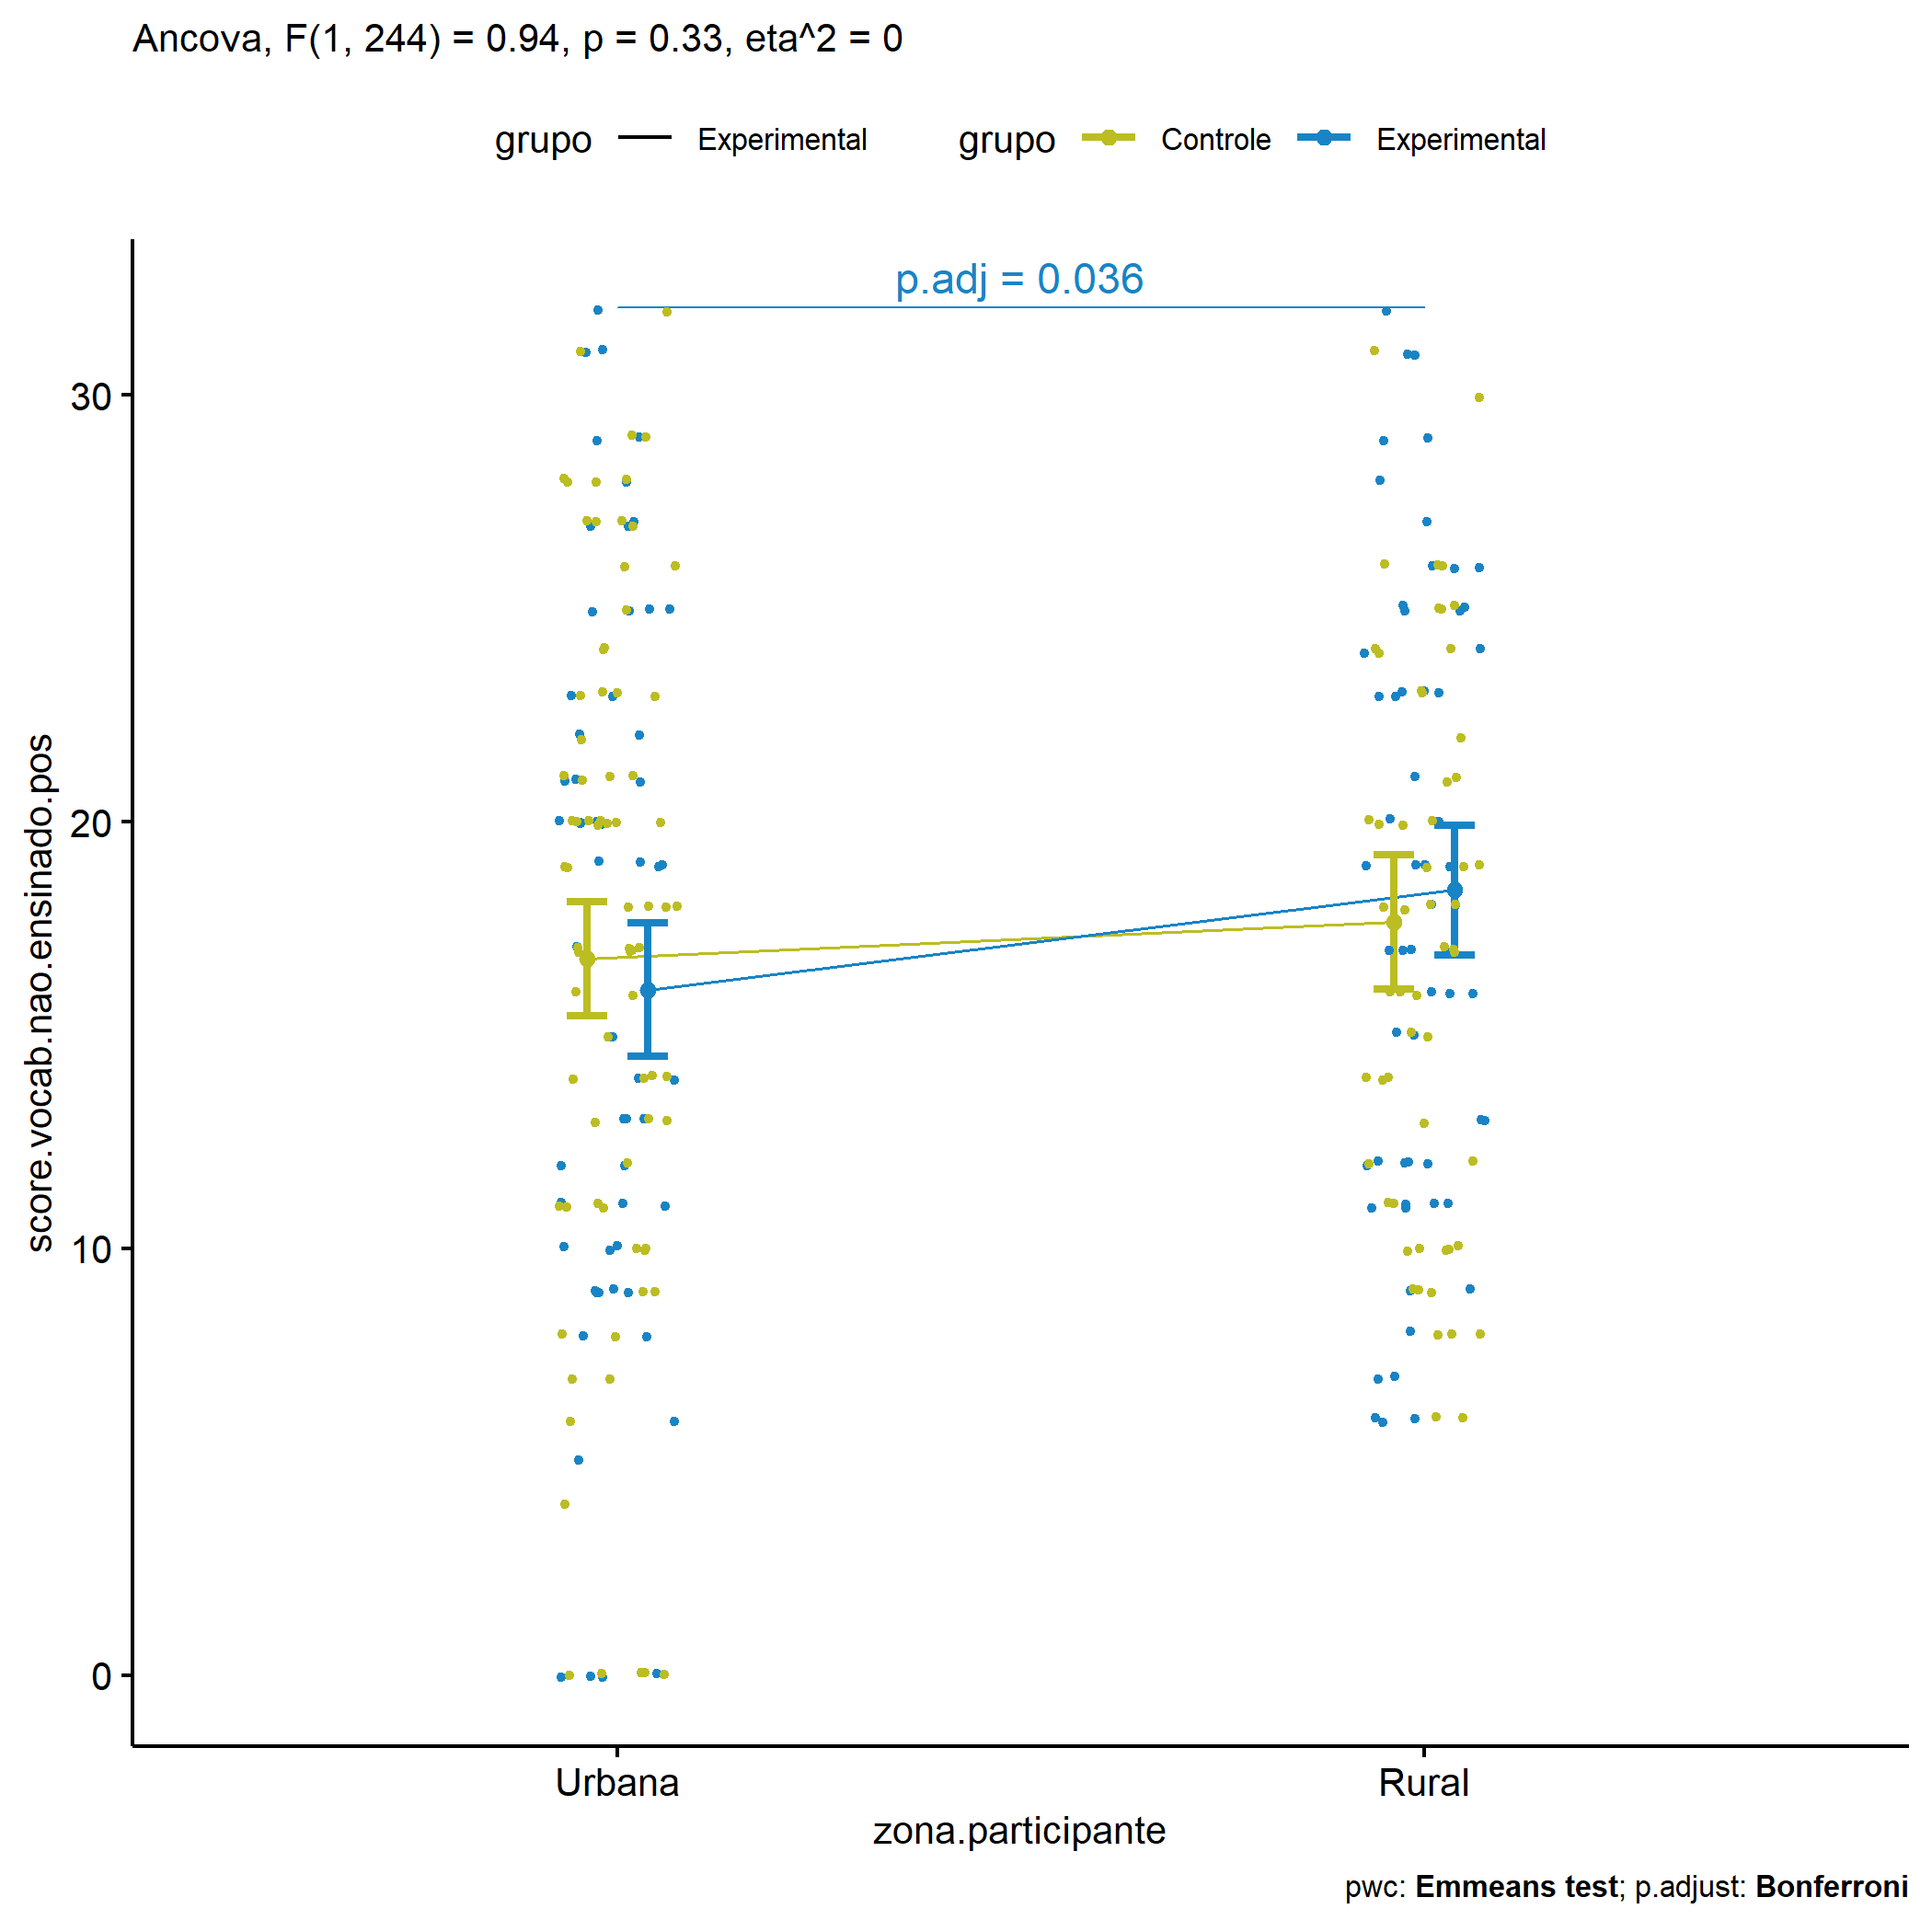 Ancova, F(1, 244) = 0.94, p = 0.33, eta^2 = 0
grupo Experimental grupo Controle Experimental
p.adj = 0.036
30
20
10
0
score.vocab.nao.ensinado.pos
Urbana Rural
zona.participante
pwc: Emmeans test; p.adjust: Bonferroni